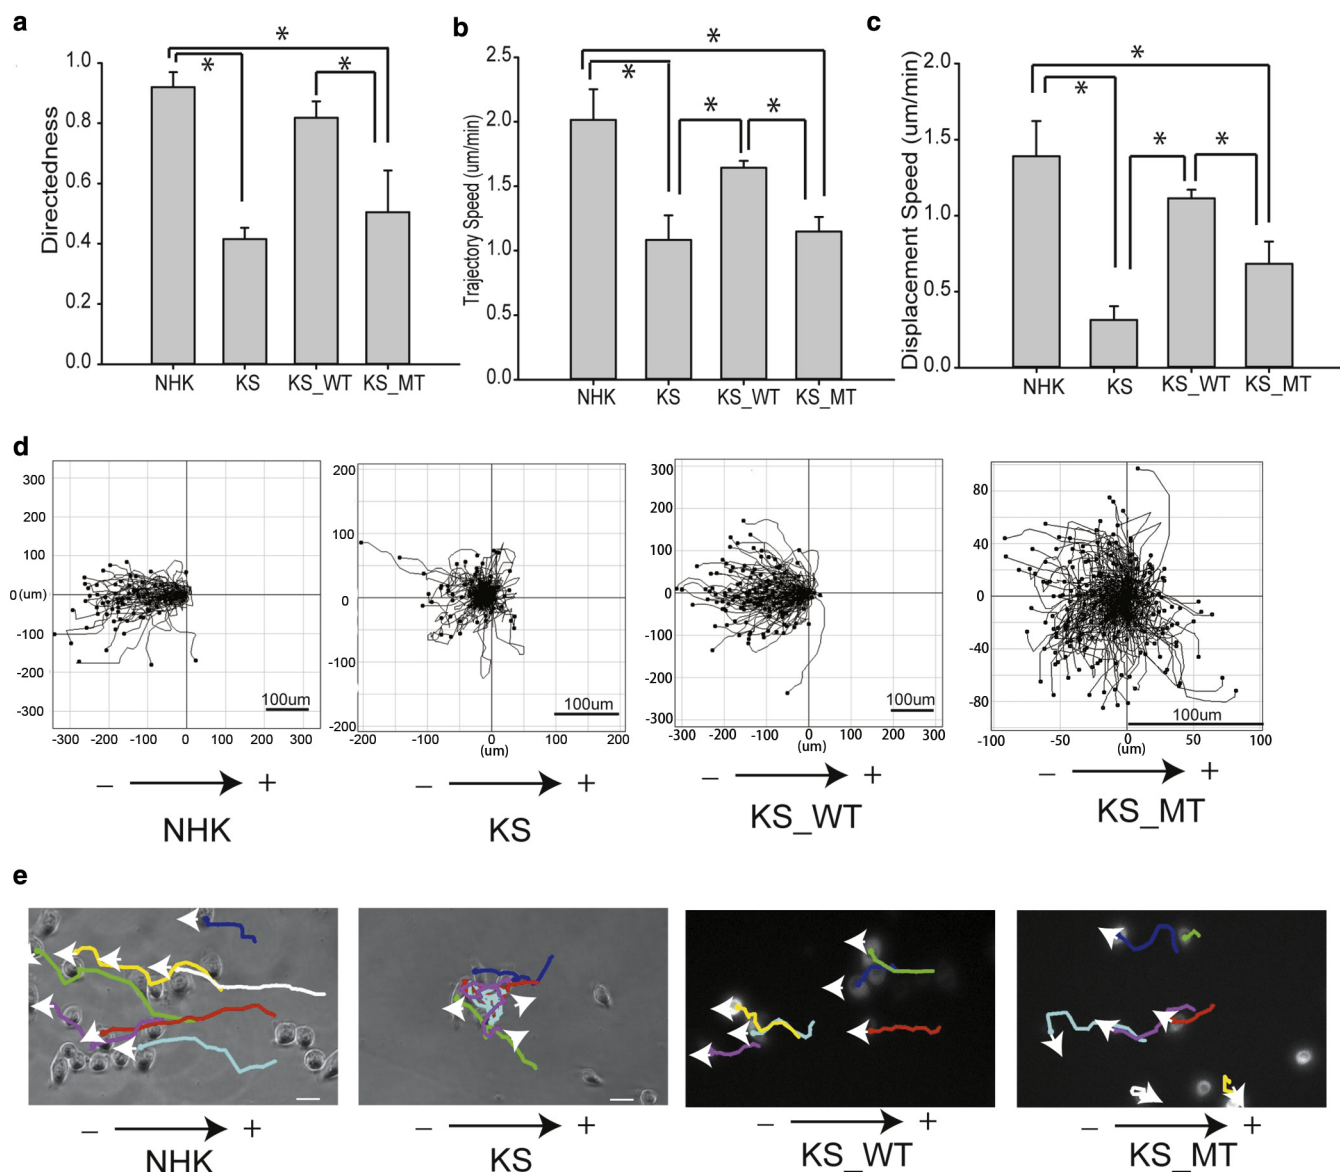 a
*
*
*
1.0
0.8
0.6
0.4
0.2
0.0
Directedness
NHK KS KS_WT KS_MT
b
*
*
*
*
2.5
2.0
1.5
1.0
0.5
0.0
Trajectory Speed (um/min)
NHK KS KS_WT KS_MT
c
*
*
*
*
2.0
1.5
1.0
0.5
0.0
Displacement Speed (um/min)
NHK KS KS_WT KS_MT
d
300
200
100
0(um)
-100
-200
-300
100um
-300 -200 -100 0 100 200 300
– +
NHK
200
100
0
-100
-200
100um
-200 -100 0 100 200
(um)
– +
KS
300
200
100
0
-100
-200
-300
100um
-300 -200 -100 0 100 200 300
(um)
– +
KS_WT
80
40
0
-40
-80
100um
-100 -50 0 50 100
(um)
– +
KS_MT
e
– +
NHK
– +
KS
– +
KS_WT
– +
KS_MT